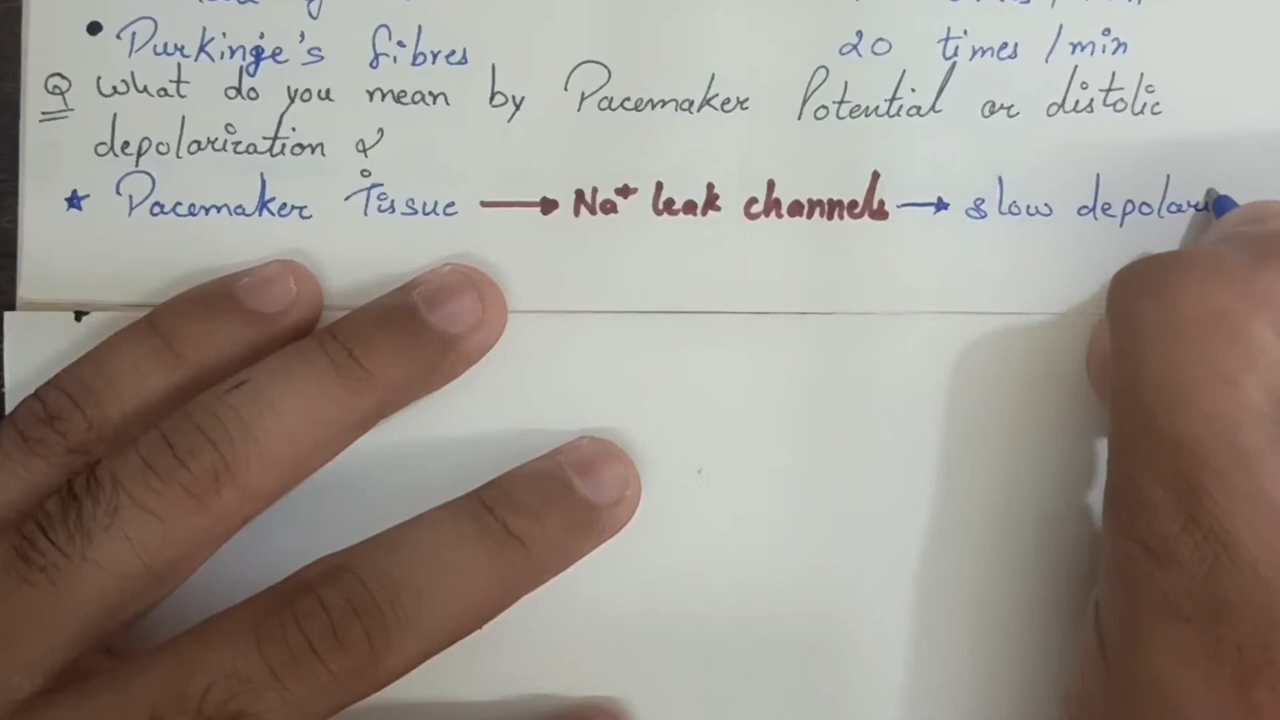 • Purkinje's fibres 20 times /min
Q What do you mean by Pacemaker Potential or distolic
depolarization ?
★ Pacemaker Tissue → Na⁺ leak channels → slow depolari